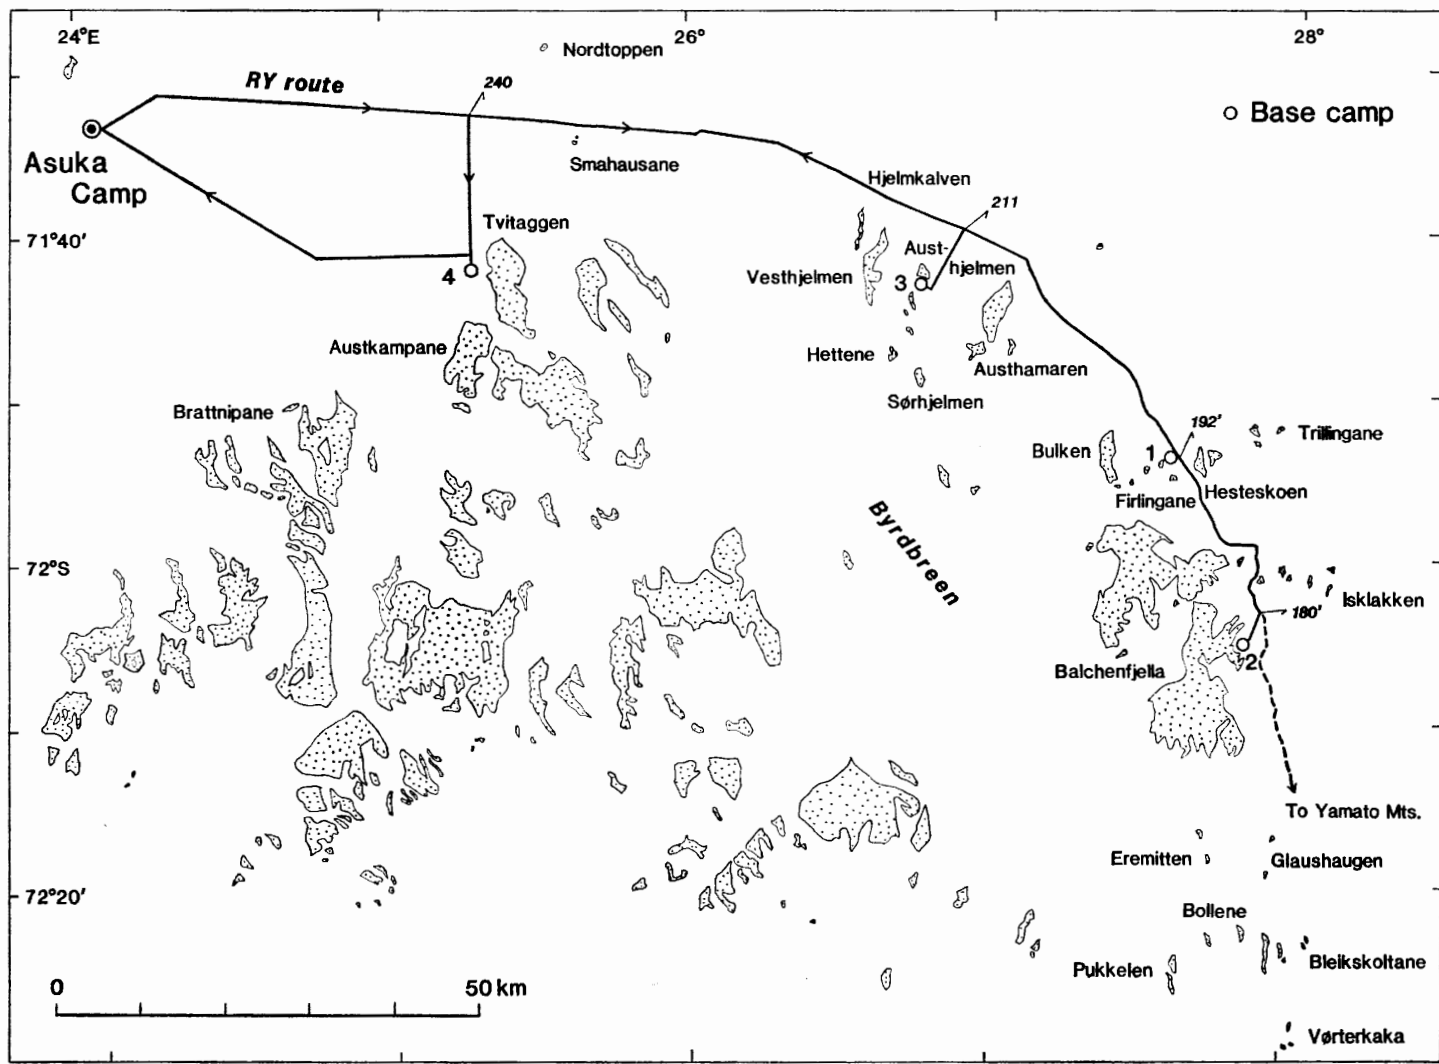 24°E
26°
28°
Nordtoppen
RY route
240
Base camp
Asuka
Camp
Smahausane
Hjelmkalven
211
Tvitaggen
71°40′
4
Vesthjelmen
Aust-
hjelmen
3
Austkampane
Hettene
Austhamaren
Sørhjelmen
Brattnipane
192′
Trillingane
Bulken
1
Firlingane
Hesteskoen
Byrdbreen
72°S
Isklakken
180′
2
Balchenfjella
To Yamato Mts.
Eremitten
Glaushaugen
72°20′
Bollene
Pukkelen
Bleikskoltane
0
50 km
Vørterkaka